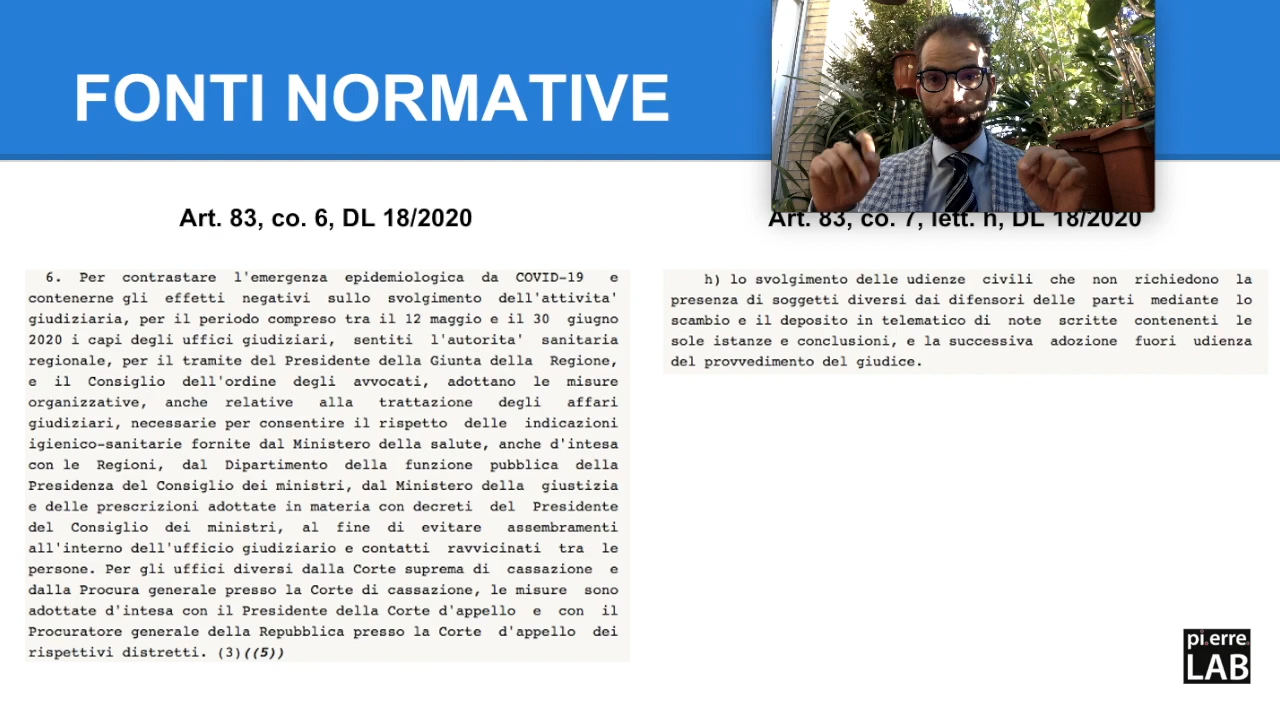 FONTI NORMATIVE
Art. 83, co. 6, DL 18/2020
6. Per contrastare l'emergenza epidemiologica da COVID-19 e
contenerne gli effetti negativi sullo svolgimento dell'attivita'
giudiziaria, per il periodo compreso tra il 12 maggio e il 30 giugno
2020 i capi degli uffici giudiziari, sentiti l'autorita' sanitaria
regionale, per il tramite del Presidente della Giunta della Regione,
e il Consiglio dell'ordine degli avvocati, adottano le misure
organizzative, anche relative alla trattazione degli affari
giudiziari, necessarie per consentire il rispetto delle indicazioni
igienico-sanitarie fornite dal Ministero della salute, anche d'intesa
con le Regioni, dal Dipartimento della funzione pubblica della
Presidenza del Consiglio dei ministri, dal Ministero della giustizia
e delle prescrizioni adottate in materia con decreti del Presidente
del Consiglio dei ministri, al fine di evitare assembramenti
all'interno dell'ufficio giudiziario e contatti ravvicinati tra le
persone. Per gli uffici diversi dalla Corte suprema di cassazione e
dalla Procura generale presso la Corte di cassazione, le misure sono
adottate d'intesa con il Presidente della Corte d'appello e con il
Procuratore generale della Repubblica presso la Corte d'appello dei
rispettivi distretti. (3)((5))
Art. 83, co. 7, lett. h, DL 18/2020
h) lo svolgimento delle udienze civili che non richiedono la
presenza di soggetti diversi dai difensori delle parti mediante lo
scambio e il deposito in telematico di note scritte contenenti le
sole istanze e conclusioni, e la successiva adozione fuori udienza
del provvedimento del giudice.
pi.erre.
LAB